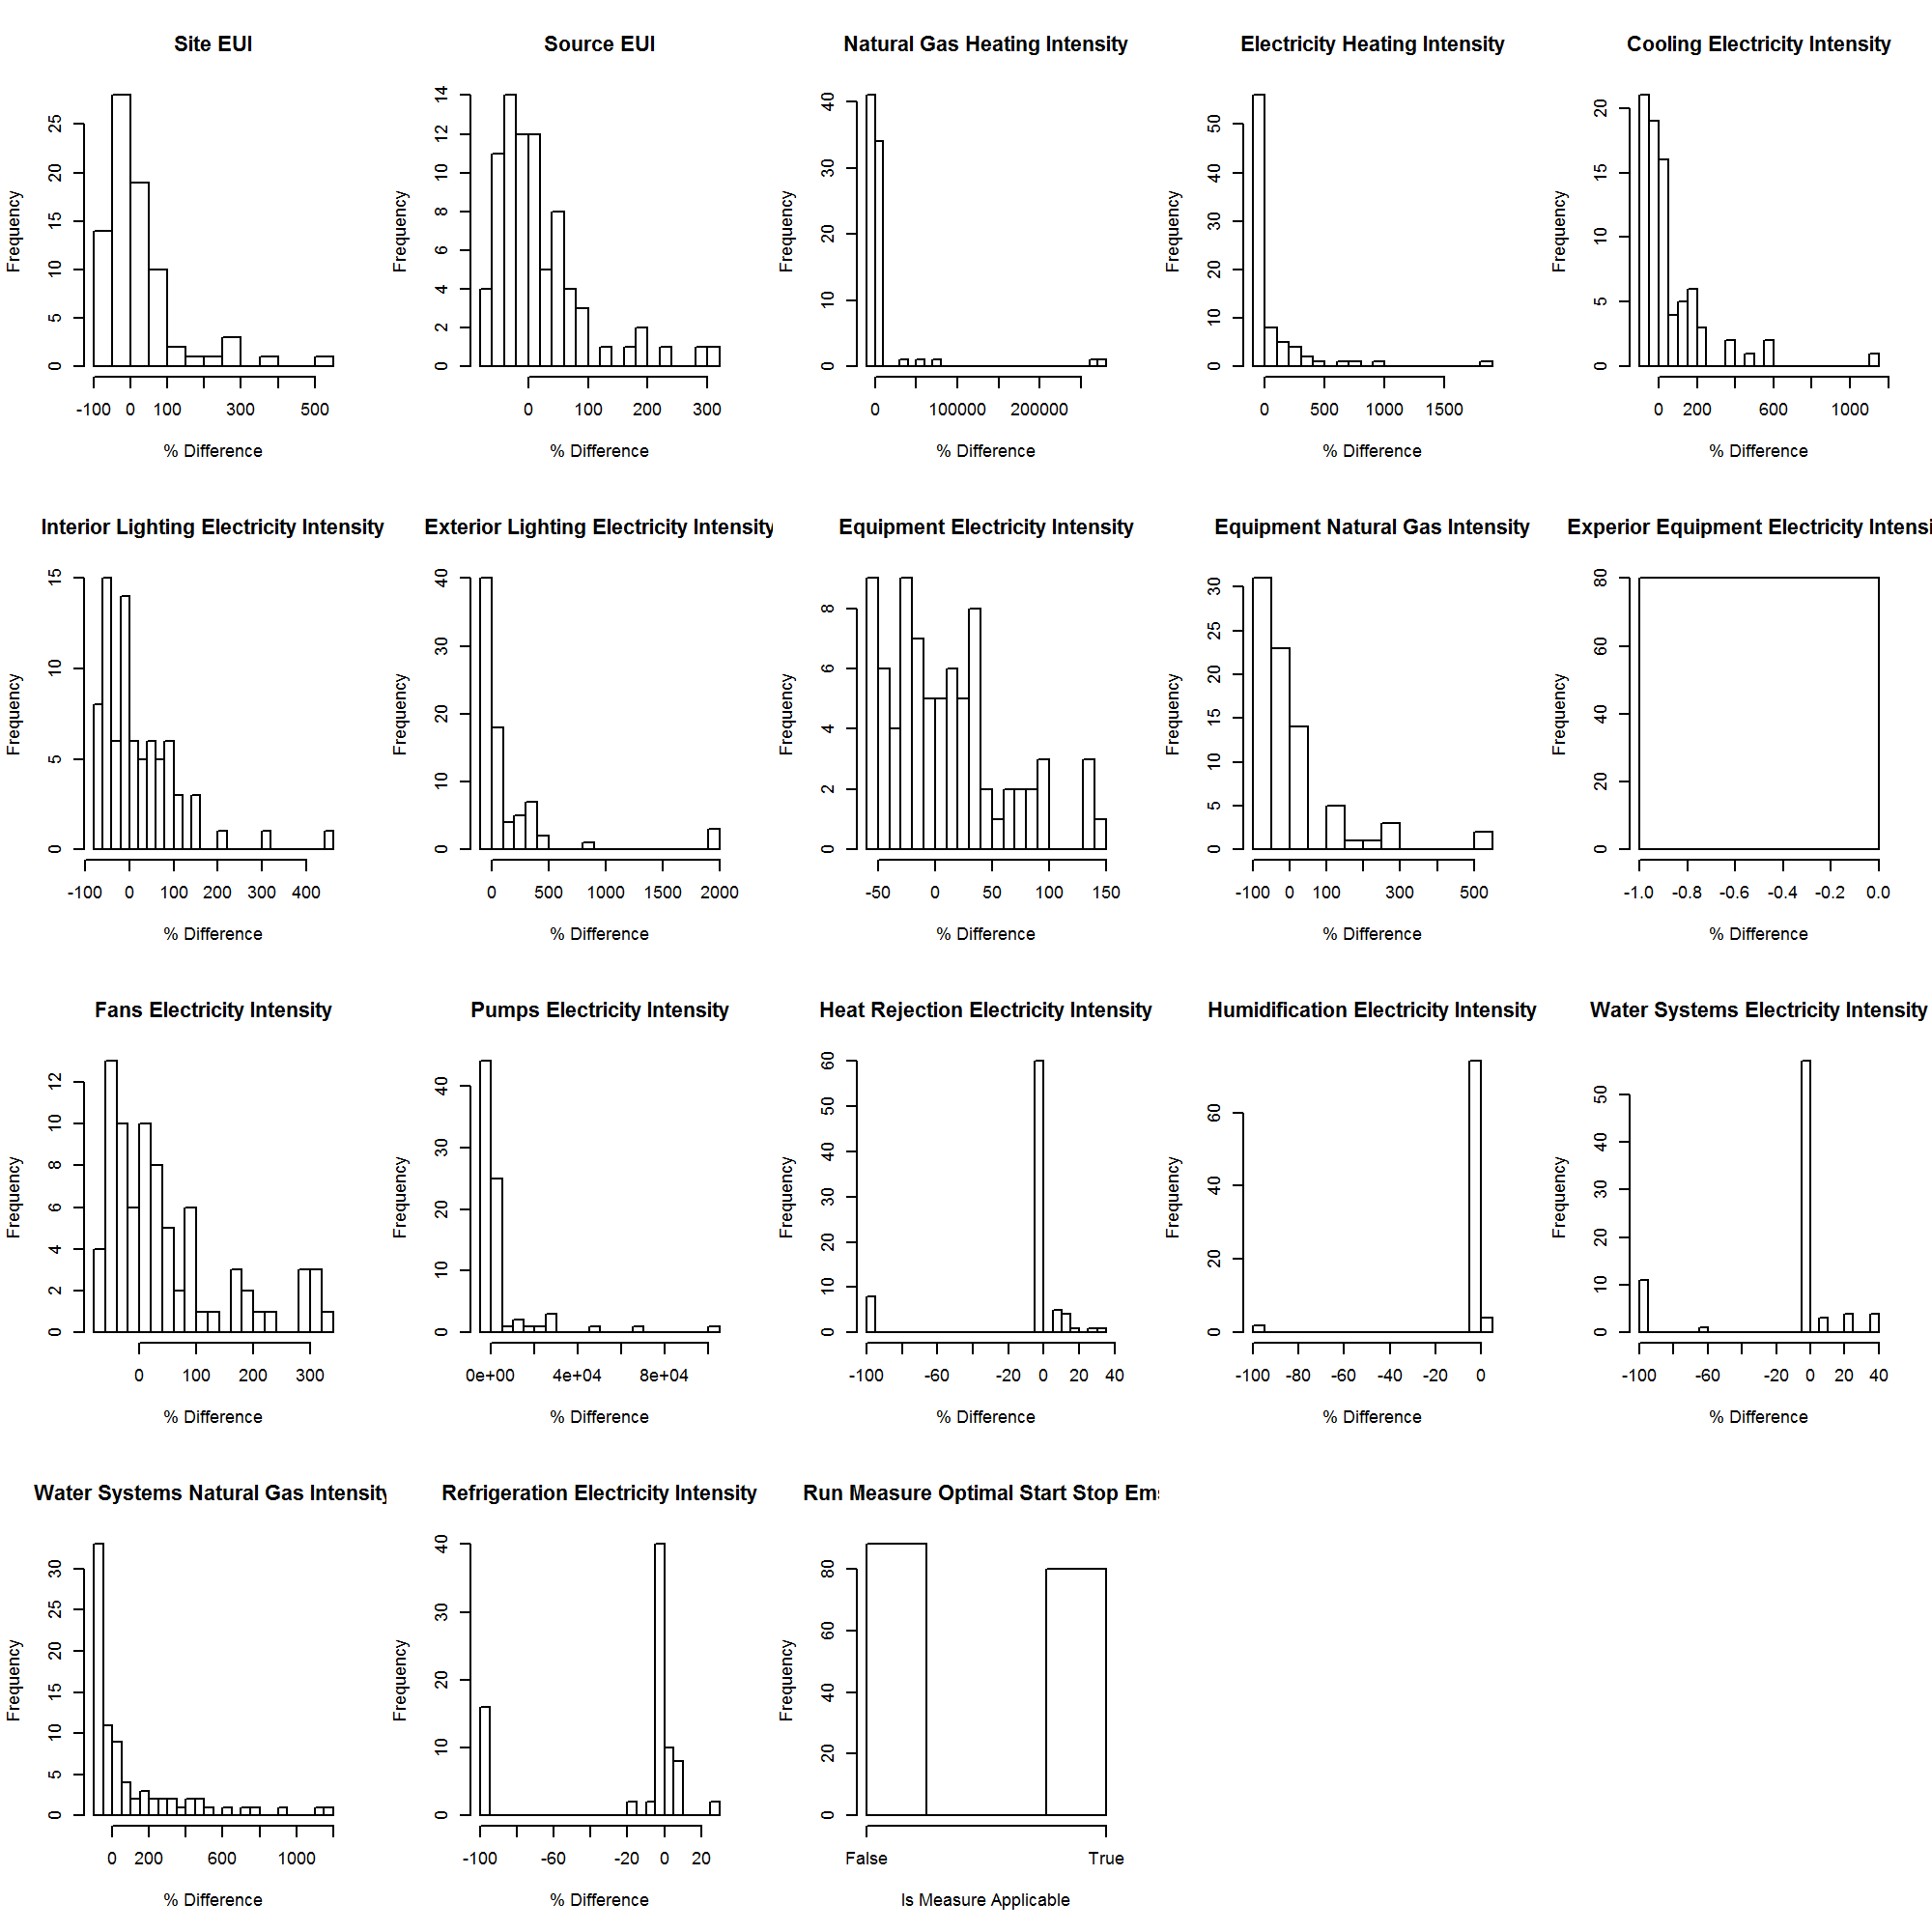 Site EUI
Frequency
0 5 10 15 20 25
-100 0 100 300 500
% Difference
Source EUI
Frequency
0 2 4 6 8 10 12 14
0 100 200 300
% Difference
Natural Gas Heating Intensity
Frequency
0 10 20 30 40
0 100000 200000
% Difference
Electricity Heating Intensity
Frequency
0 10 20 30 40 50
0 500 1000 1500
% Difference
Cooling Electricity Intensity
Frequency
0 5 10 15 20
0 200 600 1000
% Difference
Interior Lighting Electricity Intensity
Frequency
0 5 10 15
-100 0 100 200 300 400
% Difference
Exterior Lighting Electricity Intensity
Frequency
0 10 20 30 40
0 500 1000 1500 2000
% Difference
Equipment Electricity Intensity
Frequency
0 2 4 6 8
-50 0 50 100 150
% Difference
Equipment Natural Gas Intensity
Frequency
0 5 10 15 20 25 30
-100 0 100 300 500
% Difference
Experior Equipment Electricity Intensi
Frequency
0 20 40 60 80
-1.0 -0.8 -0.6 -0.4 -0.2 0.0
% Difference
Fans Electricity Intensity
Frequency
0 2 4 6 8 10 12
0 100 200 300
% Difference
Pumps Electricity Intensity
Frequency
0 10 20 30 40
0e+00 4e+04 8e+04
% Difference
Heat Rejection Electricity Intensity
Frequency
0 10 20 30 40 50 60
-100 -60 -20 0 20 40
% Difference
Humidification Electricity Intensity
Frequency
0 20 40 60
-100 -80 -60 -40 -20 0
% Difference
Water Systems Electricity Intensity
Frequency
0 10 20 30 40 50
-100 -60 -20 0 20 40
% Difference
Water Systems Natural Gas Intensity
Frequency
0 5 10 15 20 25 30
0 200 600 1000
% Difference
Refrigeration Electricity Intensity
Frequency
0 10 20 30 40
-100 -60 -20 0 20
% Difference
Run Measure Optimal Start Stop Ems
Frequency
0 20 40 60 80
False True
Is Measure Applicable